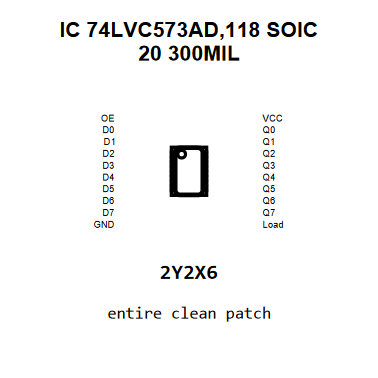 IC 74LVC573AD,118 SOIC
20 300MIL
OE VCC
D0 Q0
D1 Q1
D2 Q2
D3 Q3
D4 Q4
D5 Q5
D6 Q6
D7 Q7
GND Load
2Y2X6
entire clean patch